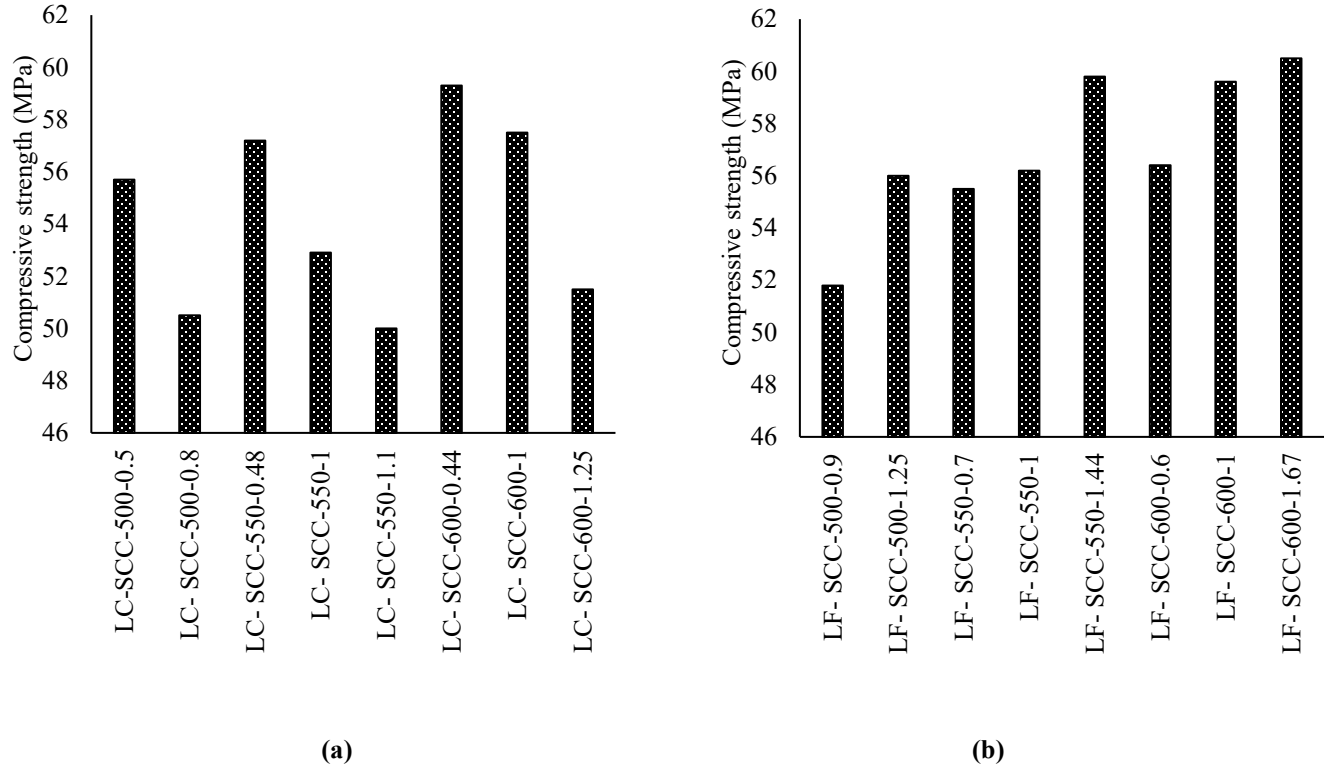 Compressive strength (MPa)
62
60
58
56
54
52
50
48
46
LC-SCC-500-0.5
LC- SCC-500-0.8
LC- SCC-550-0.48
LC- SCC-550-1
LC- SCC-550-1.1
LC- SCC-600-0.44
LC- SCC-600-1
LC- SCC-600-1.25
(a)
Compressive strength (MPa)
62
60
58
56
54
52
50
48
46
LF- SCC-500-0.9
LF- SCC-500-1.25
LF- SCC-550-0.7
LF- SCC-550-1
LF- SCC-550-1.44
LF- SCC-600-0.6
LF- SCC-600-1
LF- SCC-600-1.67
(b)